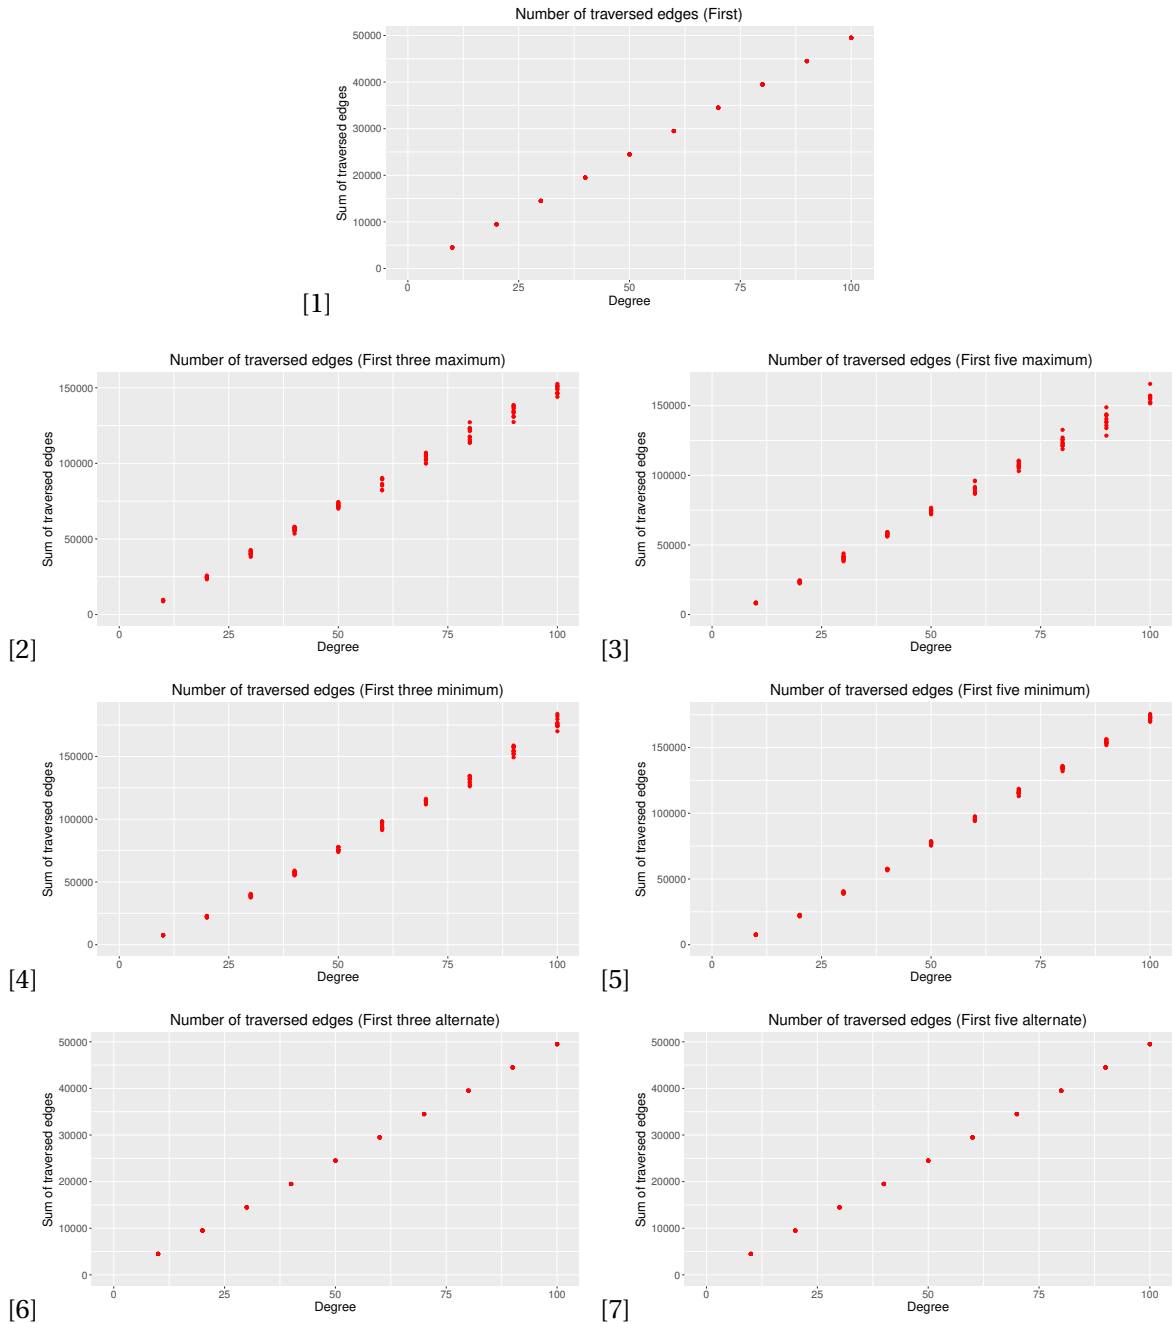 Number of traversed edges (First)
Sum of traversed edges
50000
40000
30000
20000
10000
0
0 25 50 75 100
Degree
[1]
Number of traversed edges (First three maximum)
Sum of traversed edges
150000
100000
50000
0
0 25 50 75 100
Degree
[2]
Number of traversed edges (First five maximum)
Sum of traversed edges
150000
100000
50000
0
0 25 50 75 100
Degree
[3]
Number of traversed edges (First three minimum)
Sum of traversed edges
150000
100000
50000
0
0 25 50 75 100
Degree
[4]
Number of traversed edges (First five minimum)
Sum of traversed edges
150000
100000
50000
0
0 25 50 75 100
Degree
[5]
Number of traversed edges (First three alternate)
Sum of traversed edges
50000
40000
30000
20000
10000
0
0 25 50 75 100
Degree
[6]
Number of traversed edges (First five alternate)
Sum of traversed edges
50000
40000
30000
20000
10000
0
0 25 50 75 100
Degree
[7]